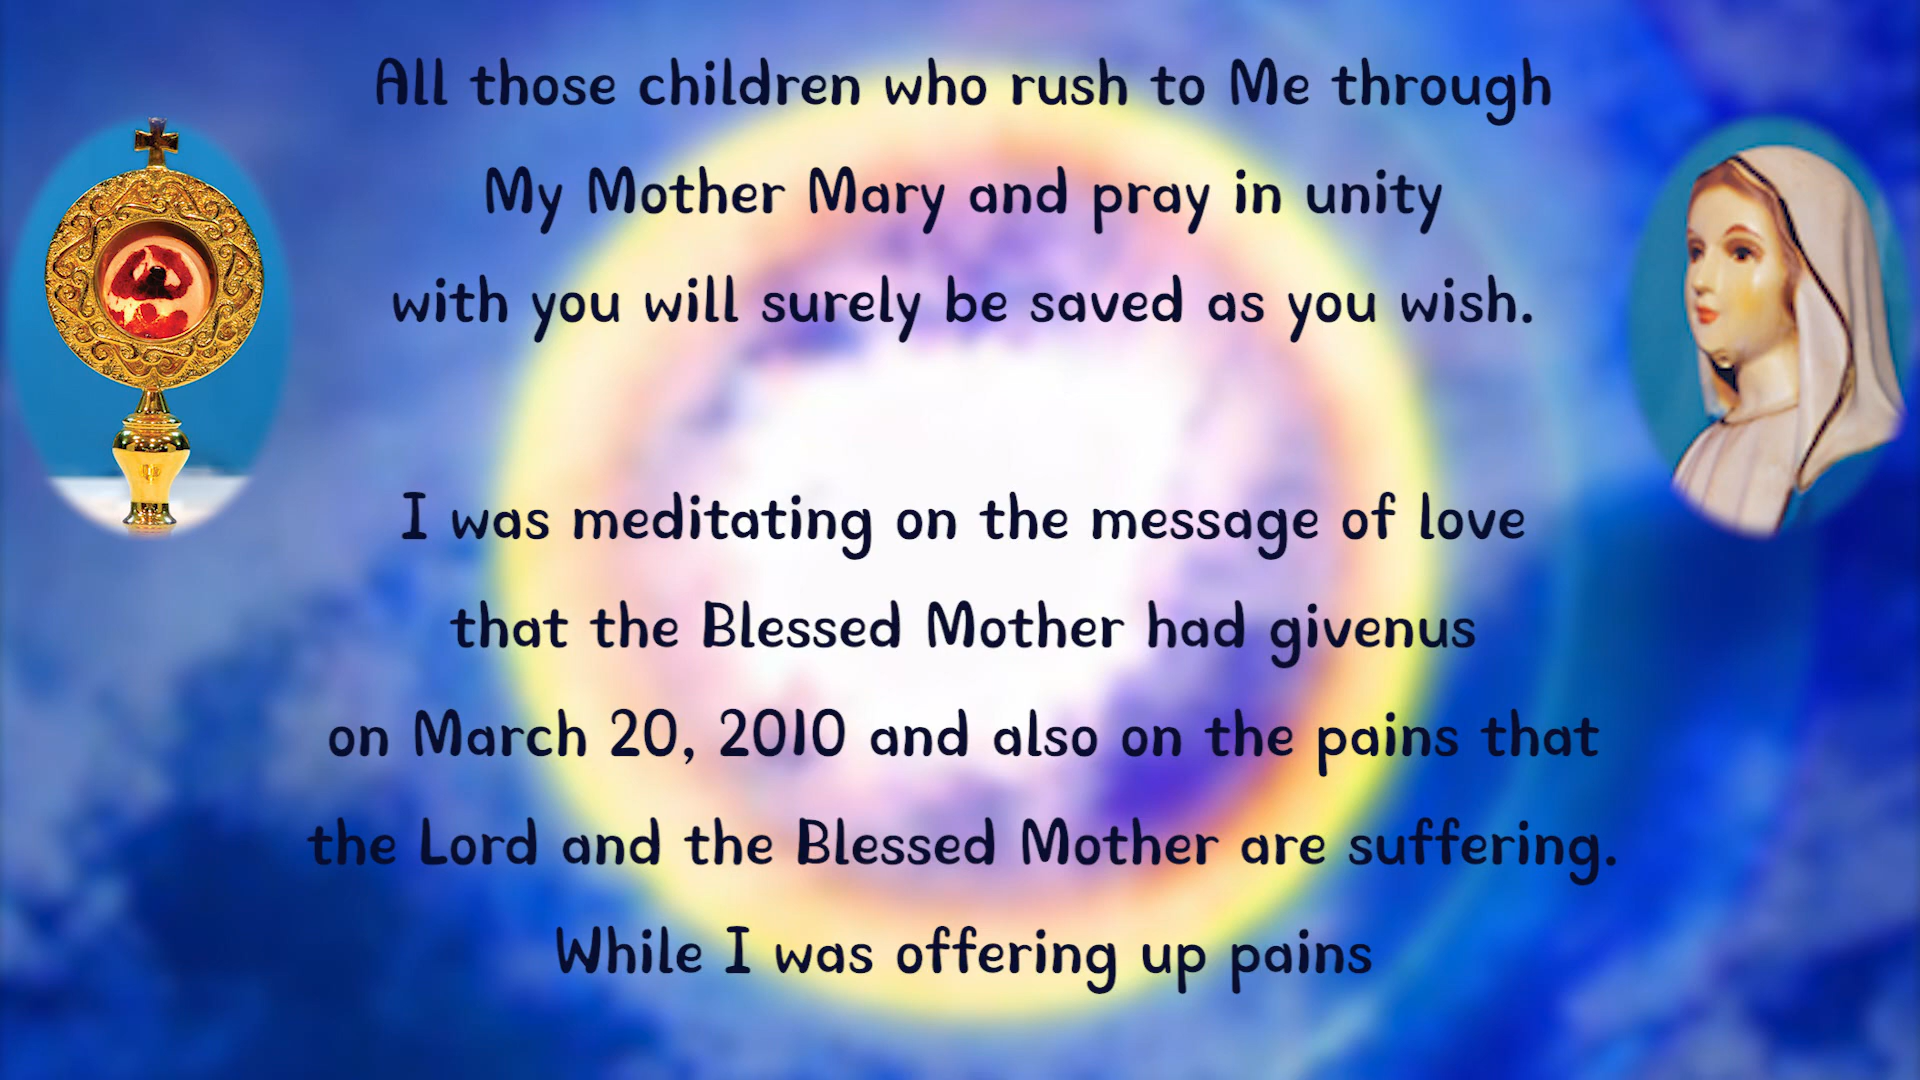 All those children who rush to Me through
My Mother Mary and pray in unity
with you will surely be saved as you wish.
I was meditating on the message of love
that the Blessed Mother had givenus
on March 20, 2010 and also on the pains that
the Lord and the Blessed Mother are suffering.
While I was offering up pains